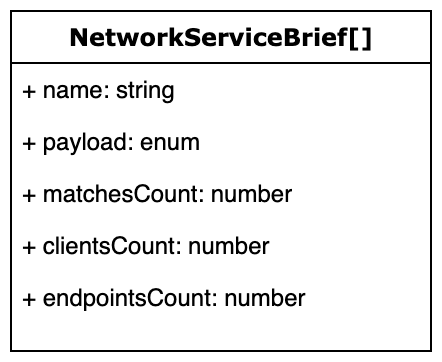 NetworkServiceBrief[]
+ name: string
+ payload: enum
+ matchesCount: number
+ clientsCount: number
+ endpointsCount: number